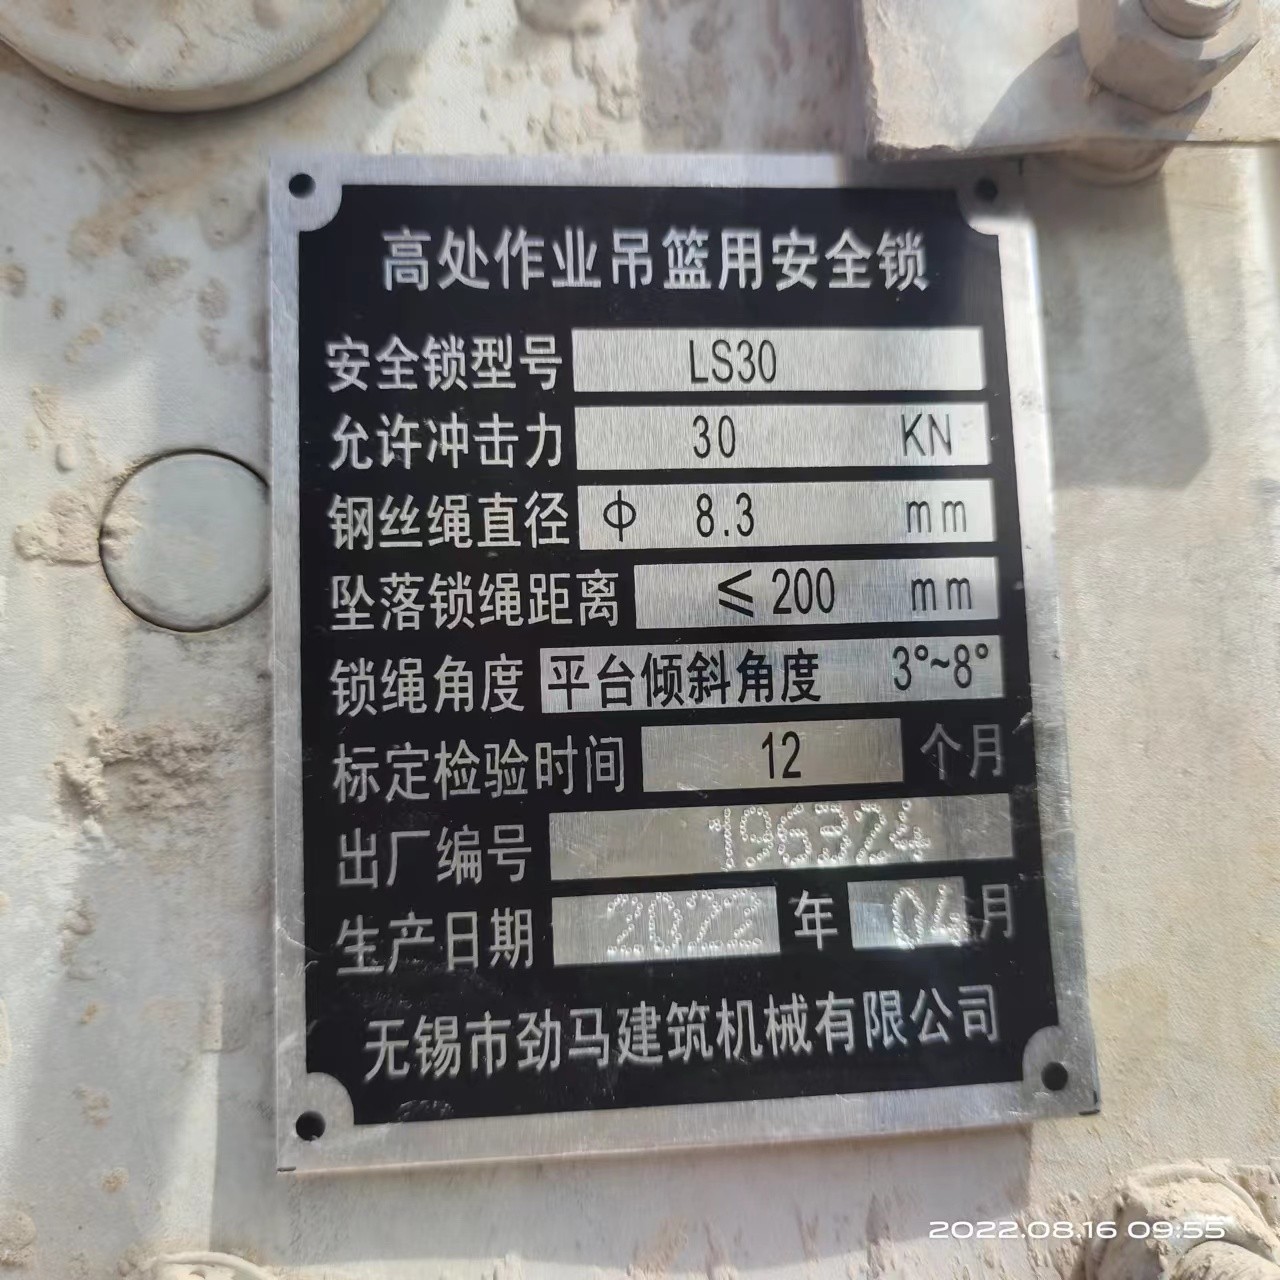 高处作业吊篮用安全锁
安全锁型号 LS30
允许冲击力 30 KN
钢丝绳直径 Φ 8.3 mm
坠落锁绳距离 ≤200 mm
锁绳角度 平台倾斜角度 3°~8°
标定检验时间 12 个月
出厂编号 196324
生产日期 2022 年 04 月
无锡市劲马建筑机械有限公司
2022.08.16 09:55